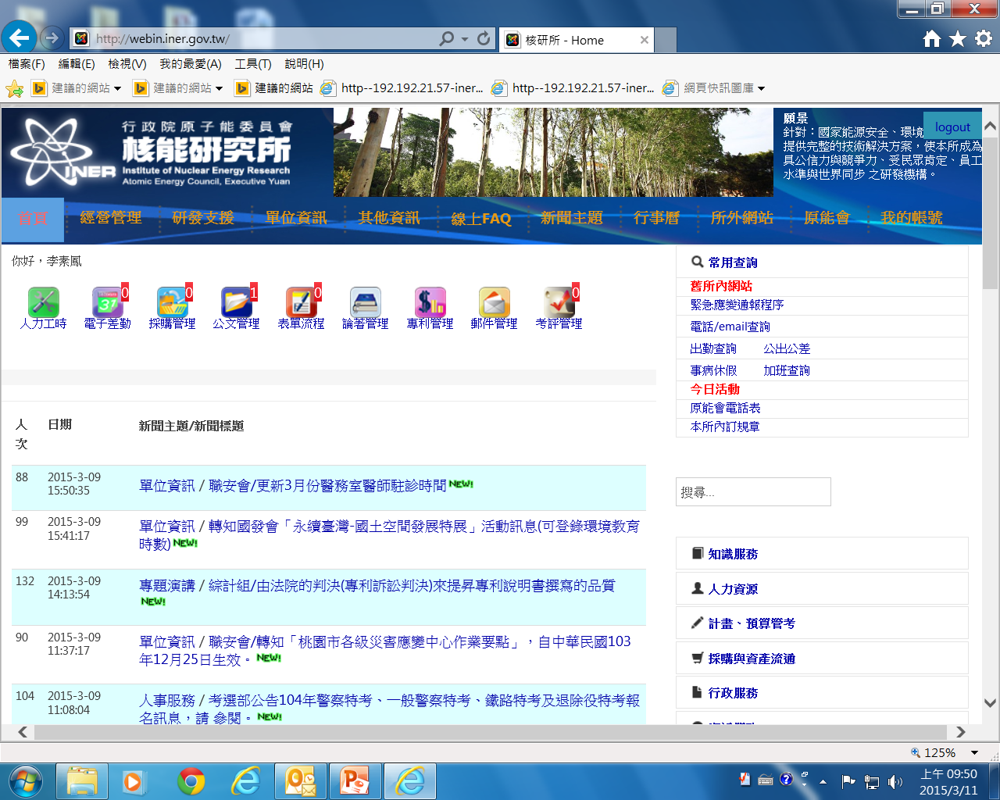 http://webin.iner.gov.tw/
核研所 - Home
檔案(F) 編輯(E) 檢視(V) 我的最愛(A) 工具(T) 說明(H)
建議的網站 建議的網站 建議的網站 http--192.192.21.57-iner... http--192.192.21.57-iner... 網頁快訊圖庫
行政院原子能委員會
核能研究所
INER
Institute of Nuclear Energy Research
Atomic Energy Council, Executive Yuan
願景
針對：國家能源安全、環境
提供完整的技術解決方案，使本所成為
具公信力與競爭力、受民眾肯定、員工
水準與世界同步 之研發機構。
logout
首頁 經營管理 研發支援 單位資訊 其他資訊 線上FAQ 新聞主題 行事曆 所外網站 原能會 我的帳號
你好，李素鳳
0 0 1 0 0
31
人力工時 電子差勤 採購管理 公文管理 表單流程 論著管理 專利管理 郵件管理 考評管理
人次 日期 新聞主題/新聞標題
88 2015-3-09 15:50:35 單位資訊 / 職安會/更新3月份醫務室醫師駐診時間 NEW!
99 2015-3-09 15:41:17 單位資訊 / 轉知國發會「永續臺灣-國土空間發展特展」活動訊息(可登錄環境教育
時數) NEW!
132 2015-3-09 14:13:54 專題演講 / 綜計組/由法院的判決(專利訴訟判決)來提昇專利說明書撰寫的品質
NEW!
90 2015-3-09 11:37:17 單位資訊 / 職安會/轉知「桃園市各級災害應變中心作業要點」，自中華民國103
年12月25日生效。 NEW!
104 2015-3-09 11:08:04 人事服務 / 考選部公告104年警察特考、一般警察特考、鐵路特考及退除役特考報
名訊息，請 參閱。 NEW!
常用查詢
舊所內網站
緊急應變通報程序
電話/email查詢
出勤查詢 公出公差
事病休假 加班查詢
今日活動
原能會電話表
本所內訂規章
搜尋...
知識服務
人力資源
計畫、預算管考
採購與資產流通
行政服務
125%
上午 09:50
2015/3/11